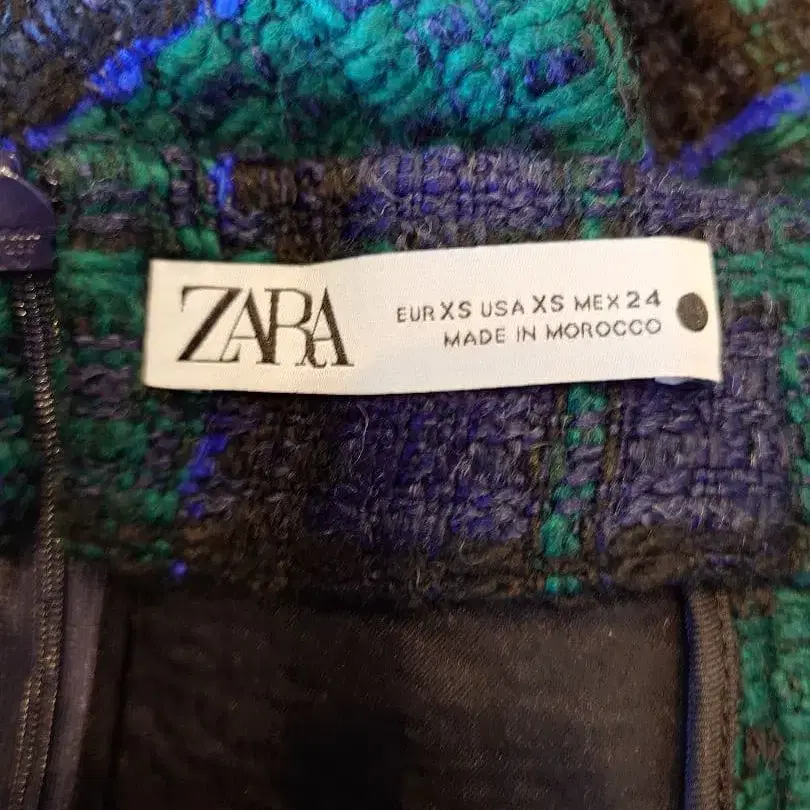 ZARA
EUR XS USA XS MEX 24
MADE IN MOROCCO